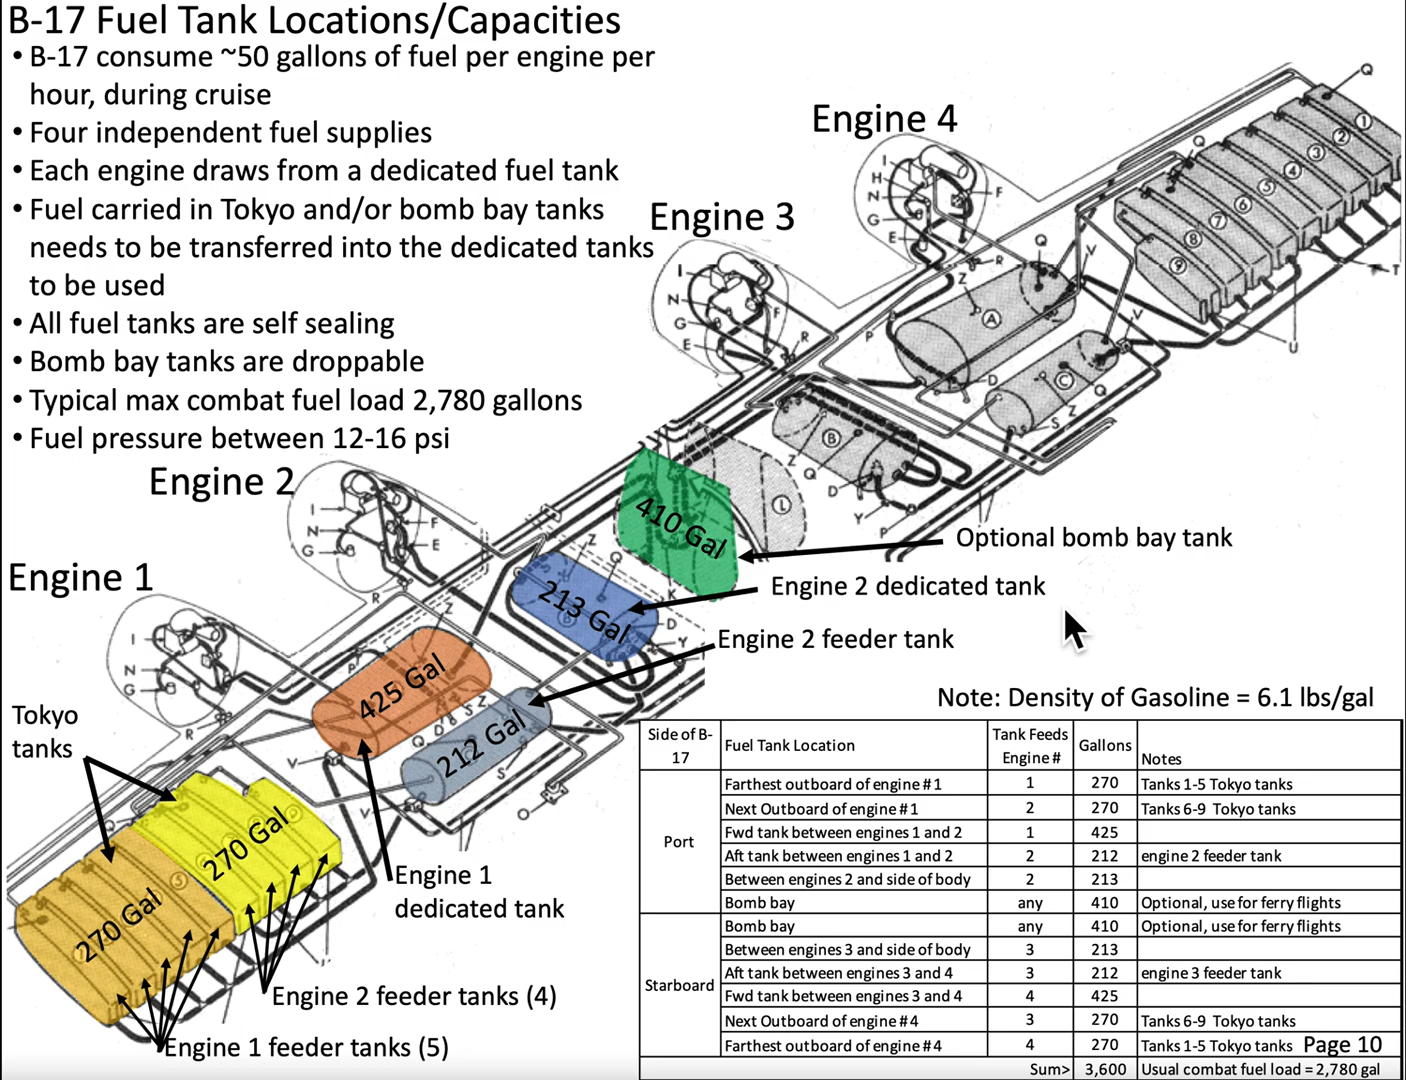 B-17 Fuel Tank Locations/Capacities
• B-17 consume ~50 gallons of fuel per engine per
hour, during cruise
• Four independent fuel supplies
• Each engine draws from a dedicated fuel tank
• Fuel carried in Tokyo and/or bomb bay tanks
needs to be transferred into the dedicated tanks
to be used
• All fuel tanks are self sealing
• Bomb bay tanks are droppable
• Typical max combat fuel load 2,780 gallons
• Fuel pressure between 12-16 psi
Engine 4
Engine 3
Engine 2
Engine 1
Q
1
2
3
4
5
6
7
8
9
Q
T
U
I
H
N
G
E
F
R
Q
V
Z
A
P
D
V
C
Q
Z
S
I
N
G
E
F
R
B
Z
Q
D
Y
P
L
410 Gal
Optional bomb bay tank
I
N
G
F
E
R
Z
Q
213 Gal
B
K
D
Y
Engine 2 dedicated tank
Engine 2 feeder tank
I
N
G
R
Z
P
425 Gal
A
S
Z
Q
D
V
212 Gal
S
V
O
Tokyo
tanks
270 Gal
270 Gal
5
1
Engine 1
dedicated tank
Engine 2 feeder tanks (4)
Engine 1 feeder tanks (5)
Note: Density of Gasoline = 6.1 lbs/gal
Side of B-17 Fuel Tank Location Tank Feeds Engine # Gallons Notes
Port
Farthest outboard of engine #1 1 270 Tanks 1-5 Tokyo tanks
Next Outboard of engine #1 2 270 Tanks 6-9 Tokyo tanks
Fwd tank between engines 1 and 2 1 425
Aft tank between engines 1 and 2 2 212 engine 2 feeder tank
Between engines 2 and side of body 2 213
Bomb bay any 410 Optional, use for ferry flights
Starboard
Bomb bay any 410 Optional, use for ferry flights
Between engines 3 and side of body 3 213
Aft tank between engines 3 and 4 3 212 engine 3 feeder tank
Fwd tank between engines 3 and 4 4 425
Next Outboard of engine #4 3 270 Tanks 6-9 Tokyo tanks
Farthest outboard of engine #4 4 270 Tanks 1-5 Tokyo tanks
Page 10
Sum> 3,600 Usual combat fuel load = 2,780 gal